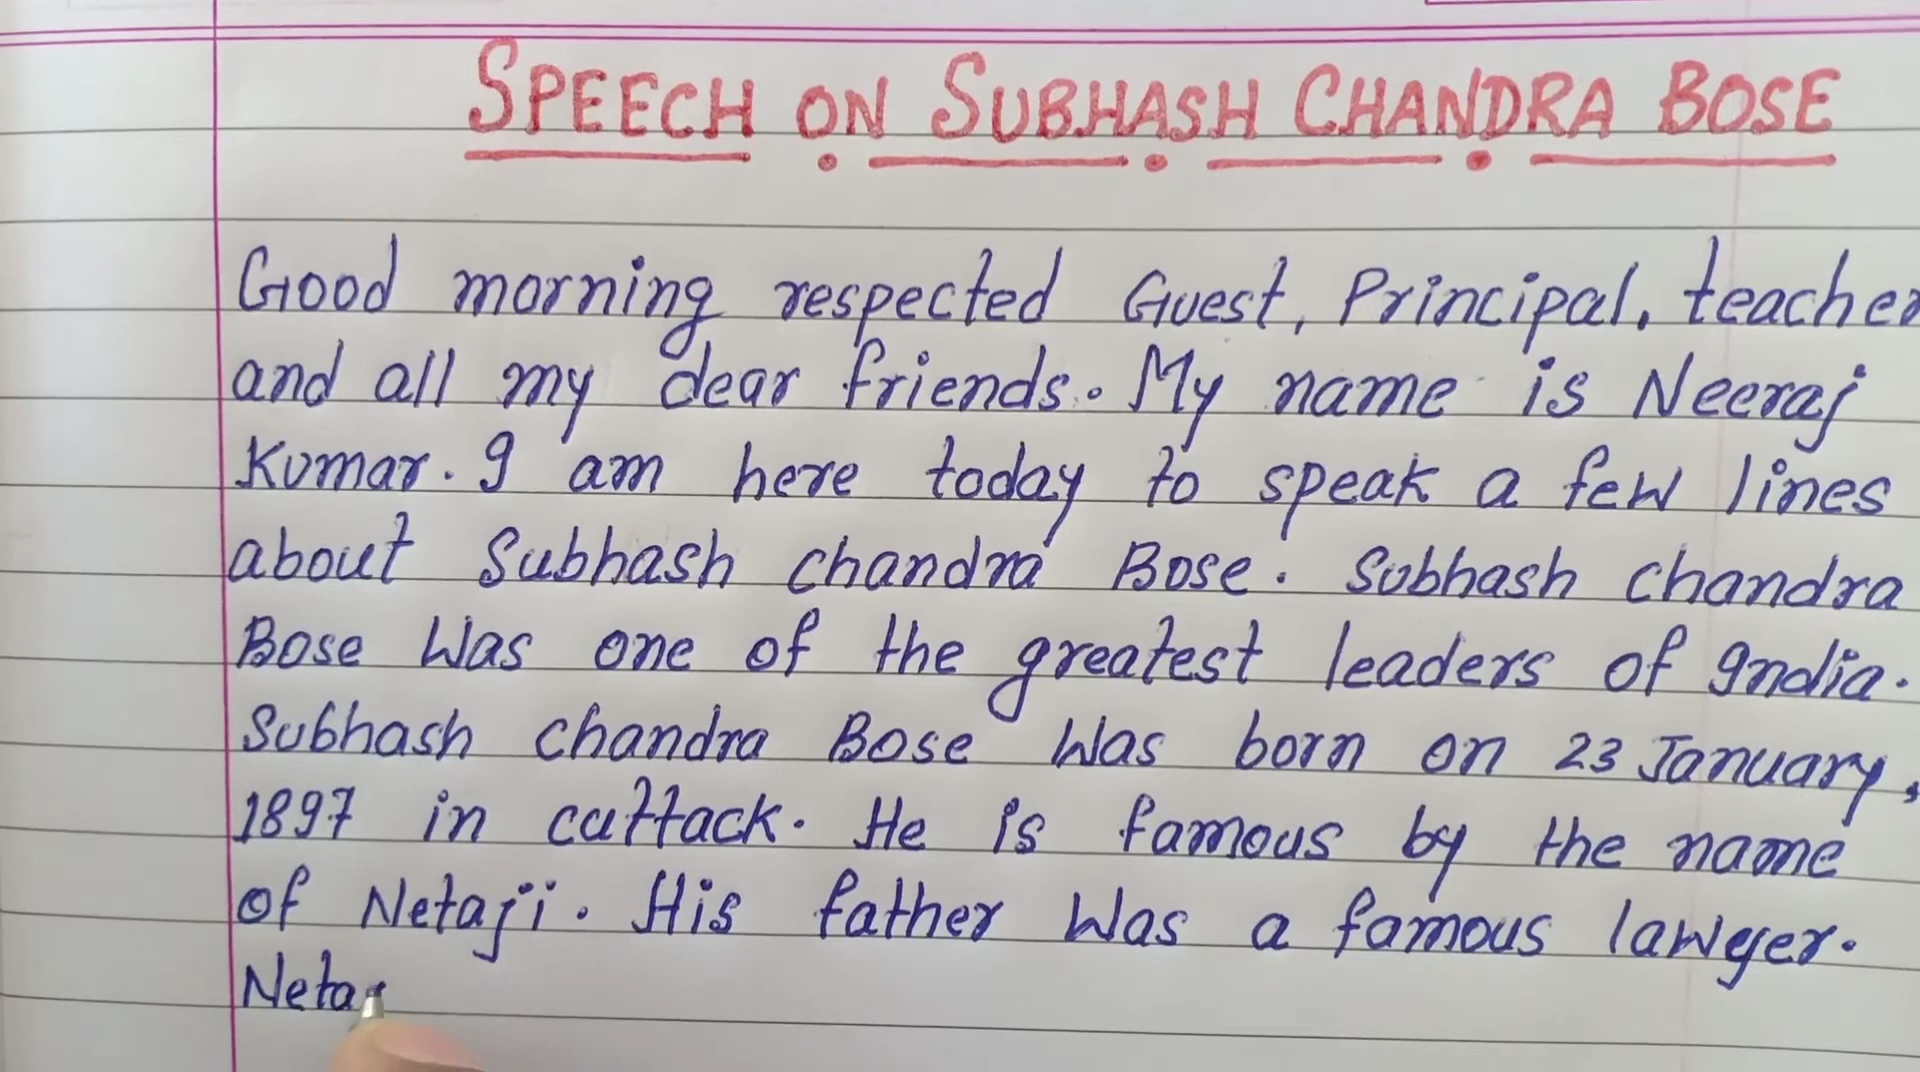 SPEECH ON SUBHASH CHANDRA BOSE
Good morning respected Guest, Principal, teacher
and all my dear friends. My name is Neeraj
Kumar. I am here today to speak a few lines
about Subhash chandra Bose. Subhash chandra
Bose was one of the greatest leaders of India.
Subhash chandra Bose was born on 23 January,
1897 in cuttack. He is famous by the name
of Netaji. His father was a famous lawyer.
Neta